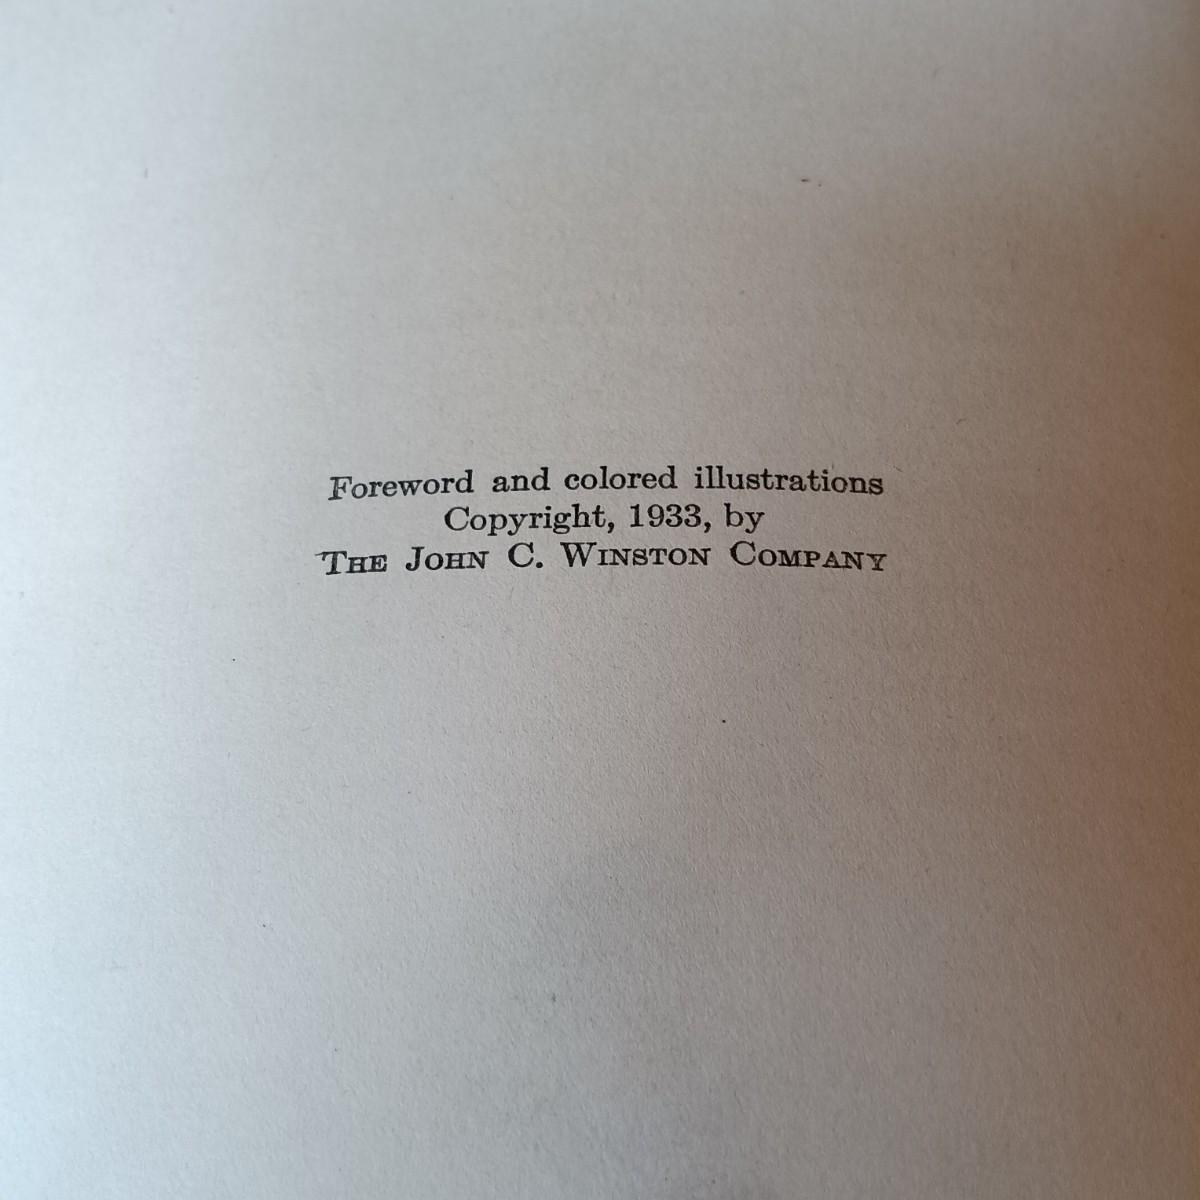 Foreword and colored illustrations
Copyright, 1933, by
THE JOHN C. WINSTON COMPANY